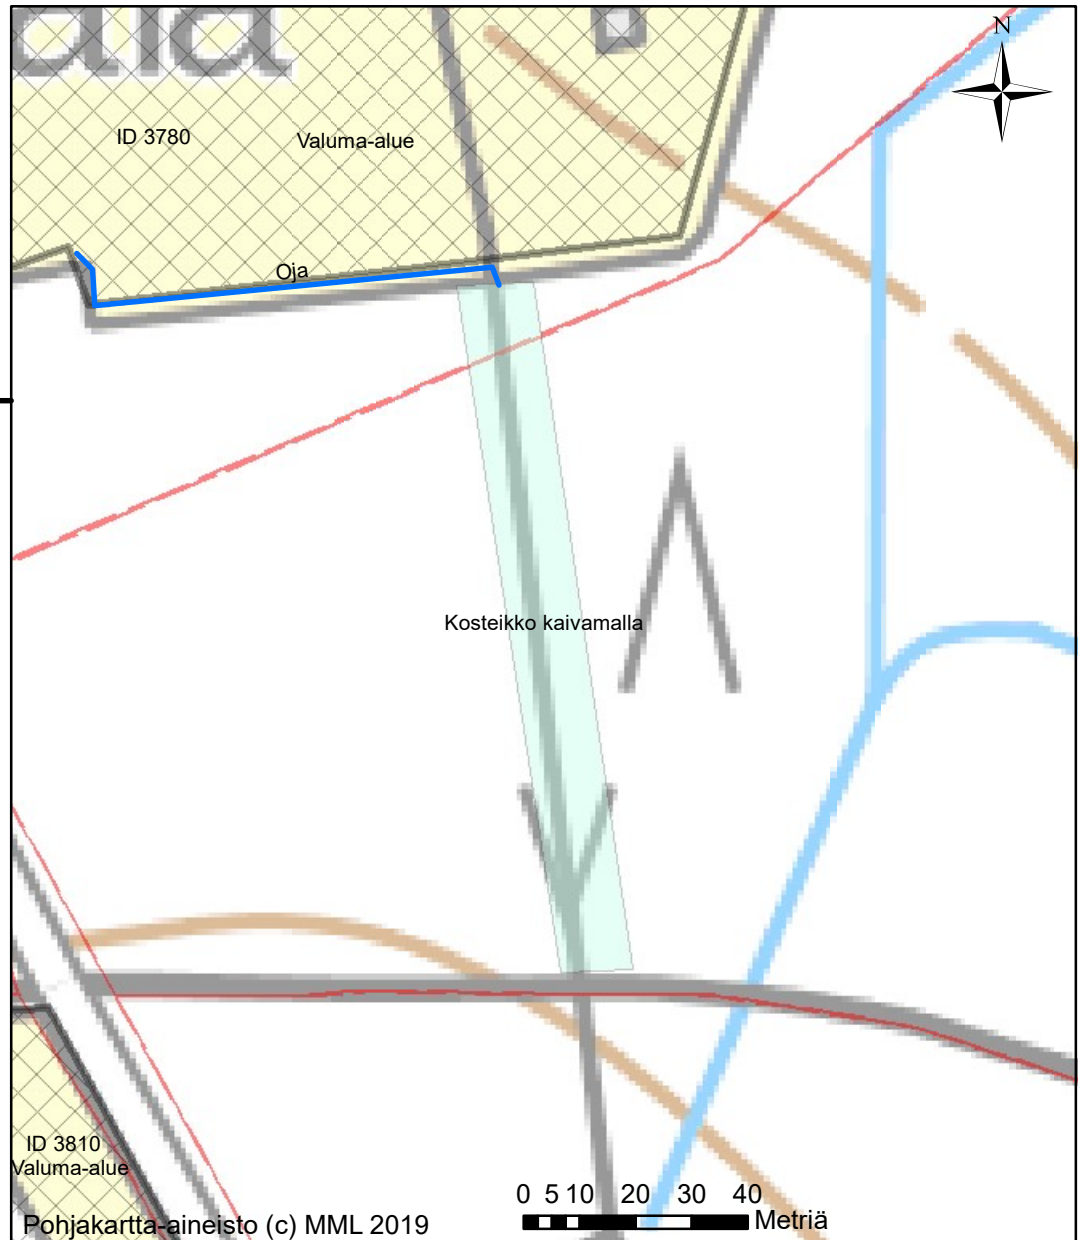 ala
N
ID 3780
Valuma-alue
Oja
Kosteikko kaivamalla
ID 3810
Valuma-alue
0 5 10 20 30 40
Metriä
Pohjakartta-aineisto (c) MML 2019